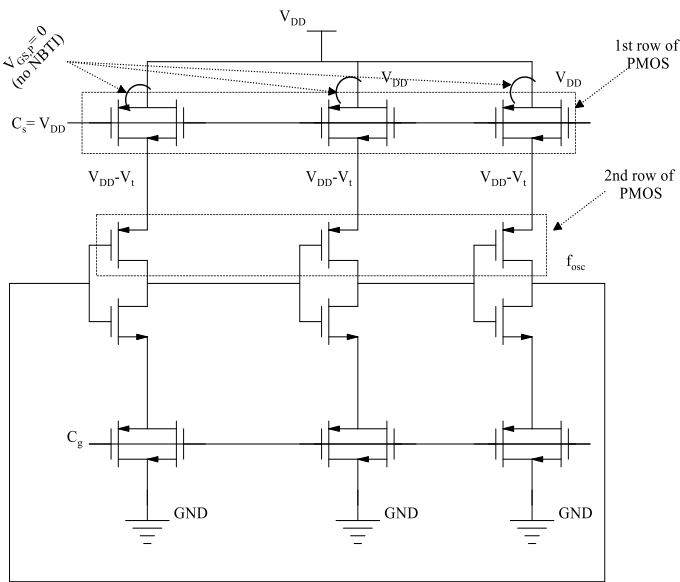 V_DD
V_GS,P=0
(no NBTI)
1st row of
PMOS
V_DD
V_DD
C_s= V_DD
V_DD-V_t
V_DD-V_t
V_DD-V_t
2nd row of
PMOS
f_osc
C_g
GND
GND
GND